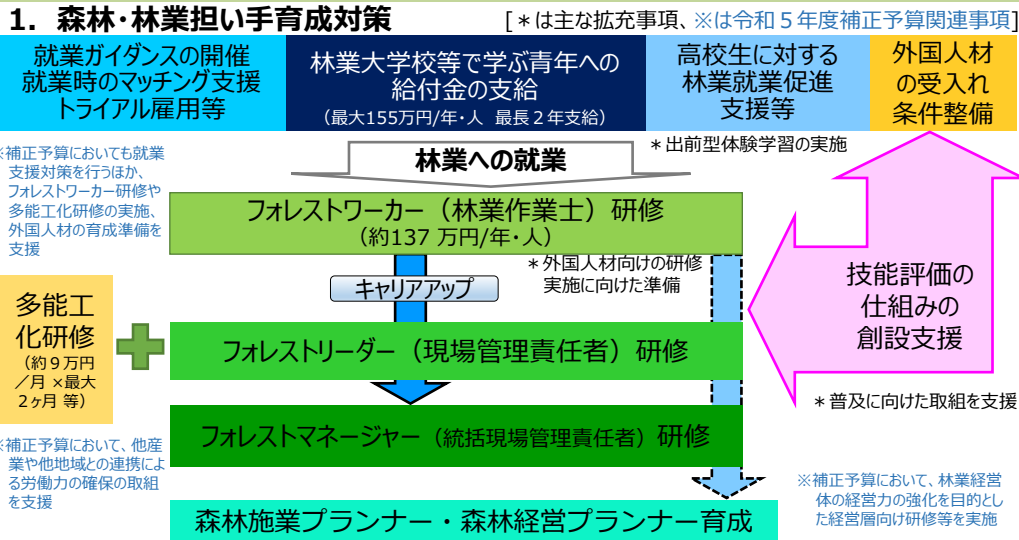 1. 森林・林業担い手育成対策
[＊は主な拡充事項、※は令和５年度補正予算関連事項]
就業ガイダンスの開催
就業時のマッチング支援
トライアル雇用等
林業大学校等で学ぶ青年への
給付金の支給
（最大155万円/年・人 最長２年支給）
高校生に対する
林業就業促進
支援等
外国人材
の受入れ
条件整備
＊出前型体験学習の実施
林業への就業
※補正予算においても就業
支援対策を行うほか、
フォレストワーカー研修や
多能工化研修の実施、
外国人材の育成準備を
支援
フォレストワーカー（林業作業士）研修
（約137 万円/年・人）
＊外国人材向けの研修
実施に向けた準備
キャリアアップ
技能評価の
仕組みの
創設支援
多能工
化研修
（約９万円
／月 ×最大
２ヶ月 等）
フォレストリーダー（現場管理責任者）研修
＊普及に向けた取組を支援
フォレストマネージャー（統括現場管理責任者）研修
※補正予算において、他産
業や他地域との連携によ
る労働力の確保の取組
を支援
※補正予算において、林業経営
体の経営力の強化を目的とし
た経営層向け研修等を実施
森林施業プランナー・森林経営プランナー育成